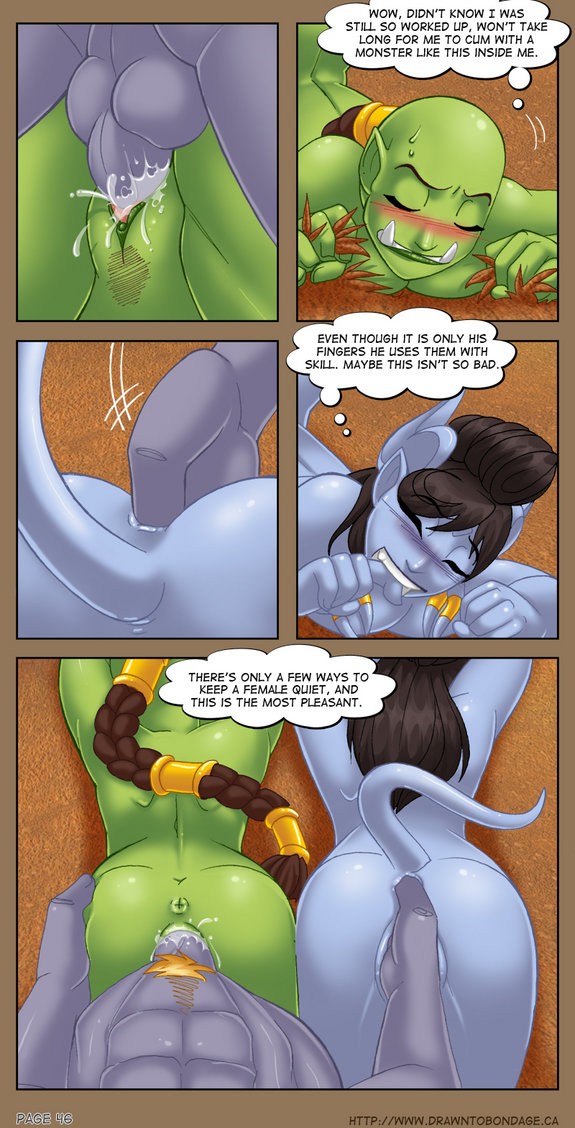 WOW, DIDN'T KNOW I WAS
STILL SO WORKED UP, WON'T TAKE
LONG FOR ME TO CUM WITH A
MONSTER LIKE THIS INSIDE ME.
EVEN THOUGH IT IS ONLY HIS
FINGERS HE USES THEM WITH
SKILL. MAYBE THIS ISN'T SO BAD.
THERE'S ONLY A FEW WAYS TO
KEEP A FEMALE QUIET, AND
THIS IS THE MOST PLEASANT.
PAGE 46
HTTP://WWW.DRAWNTOBONDAGE.CA